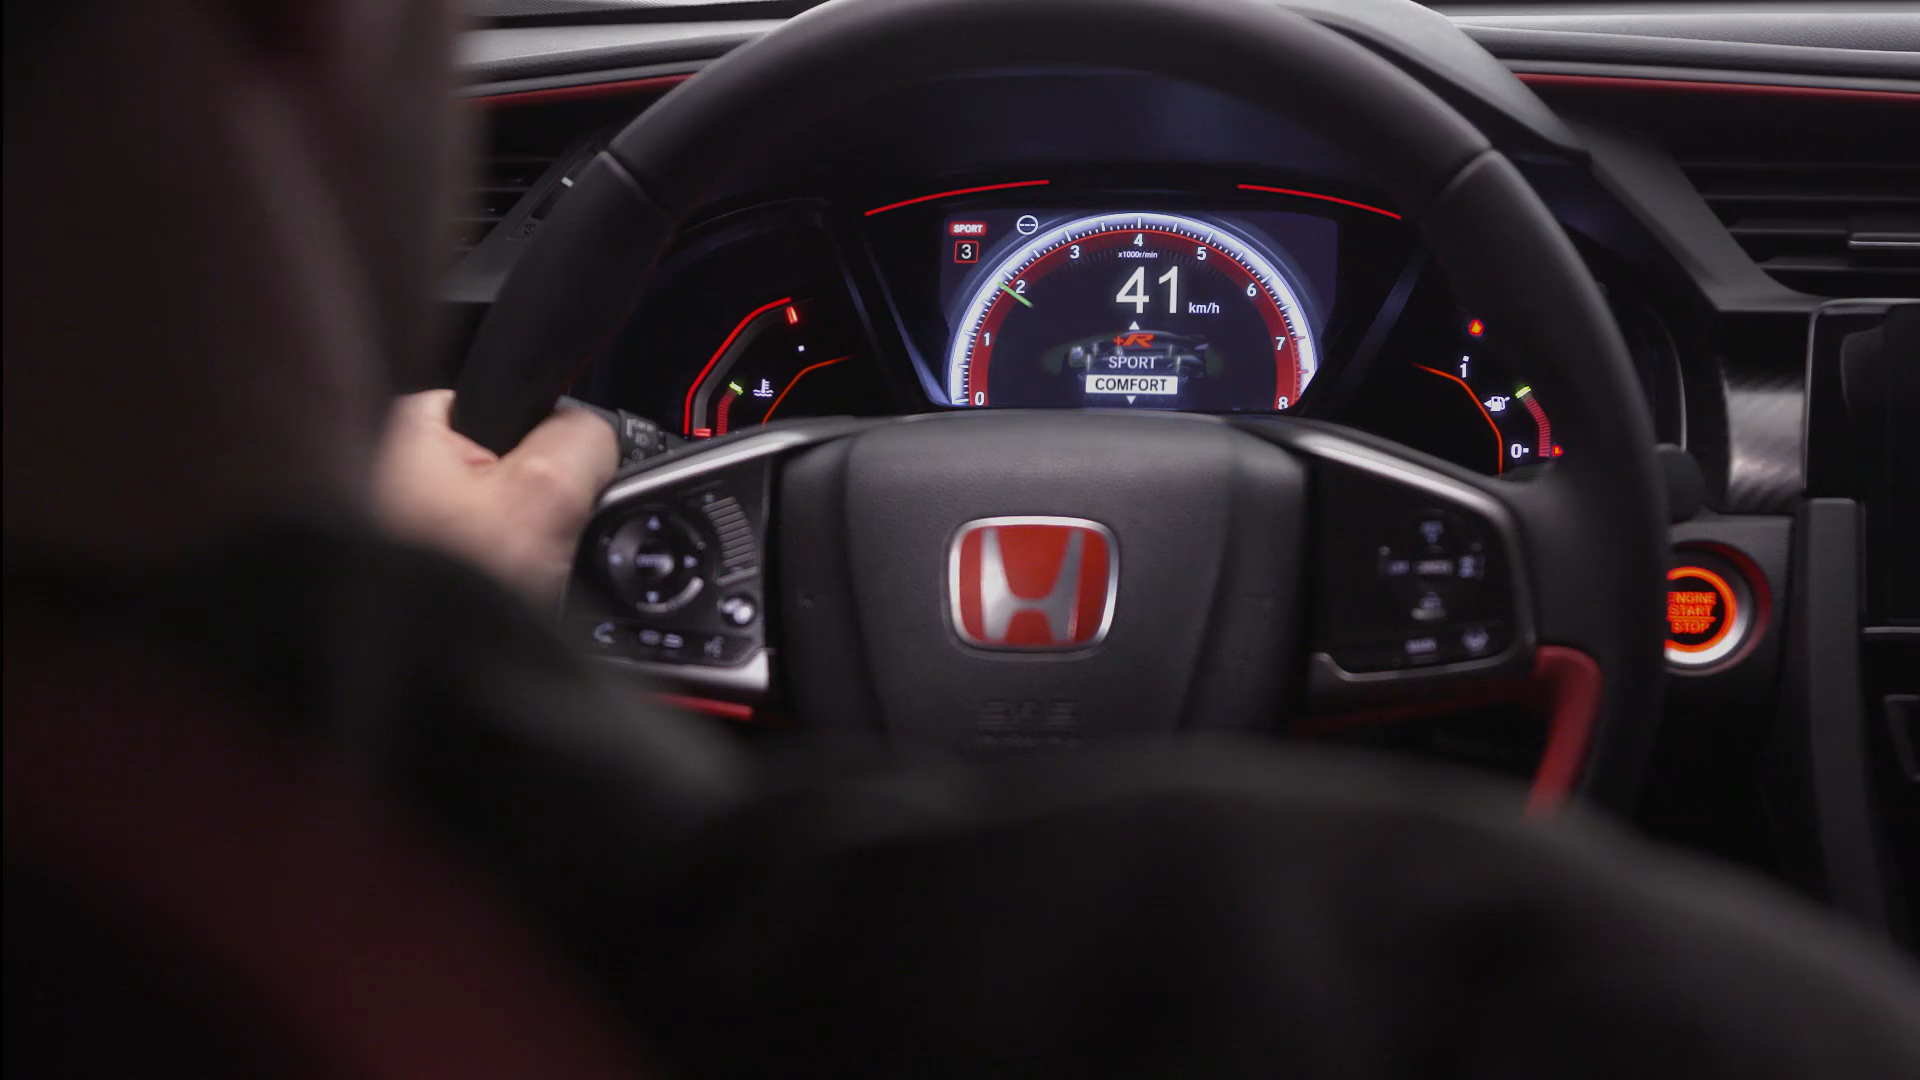 SPORT
3
0
1
2
3
4
5
6
7
8
x1000r/min
41 km/h
+R
SPORT
COMFORT
1
0
ENGINE
START
STOP